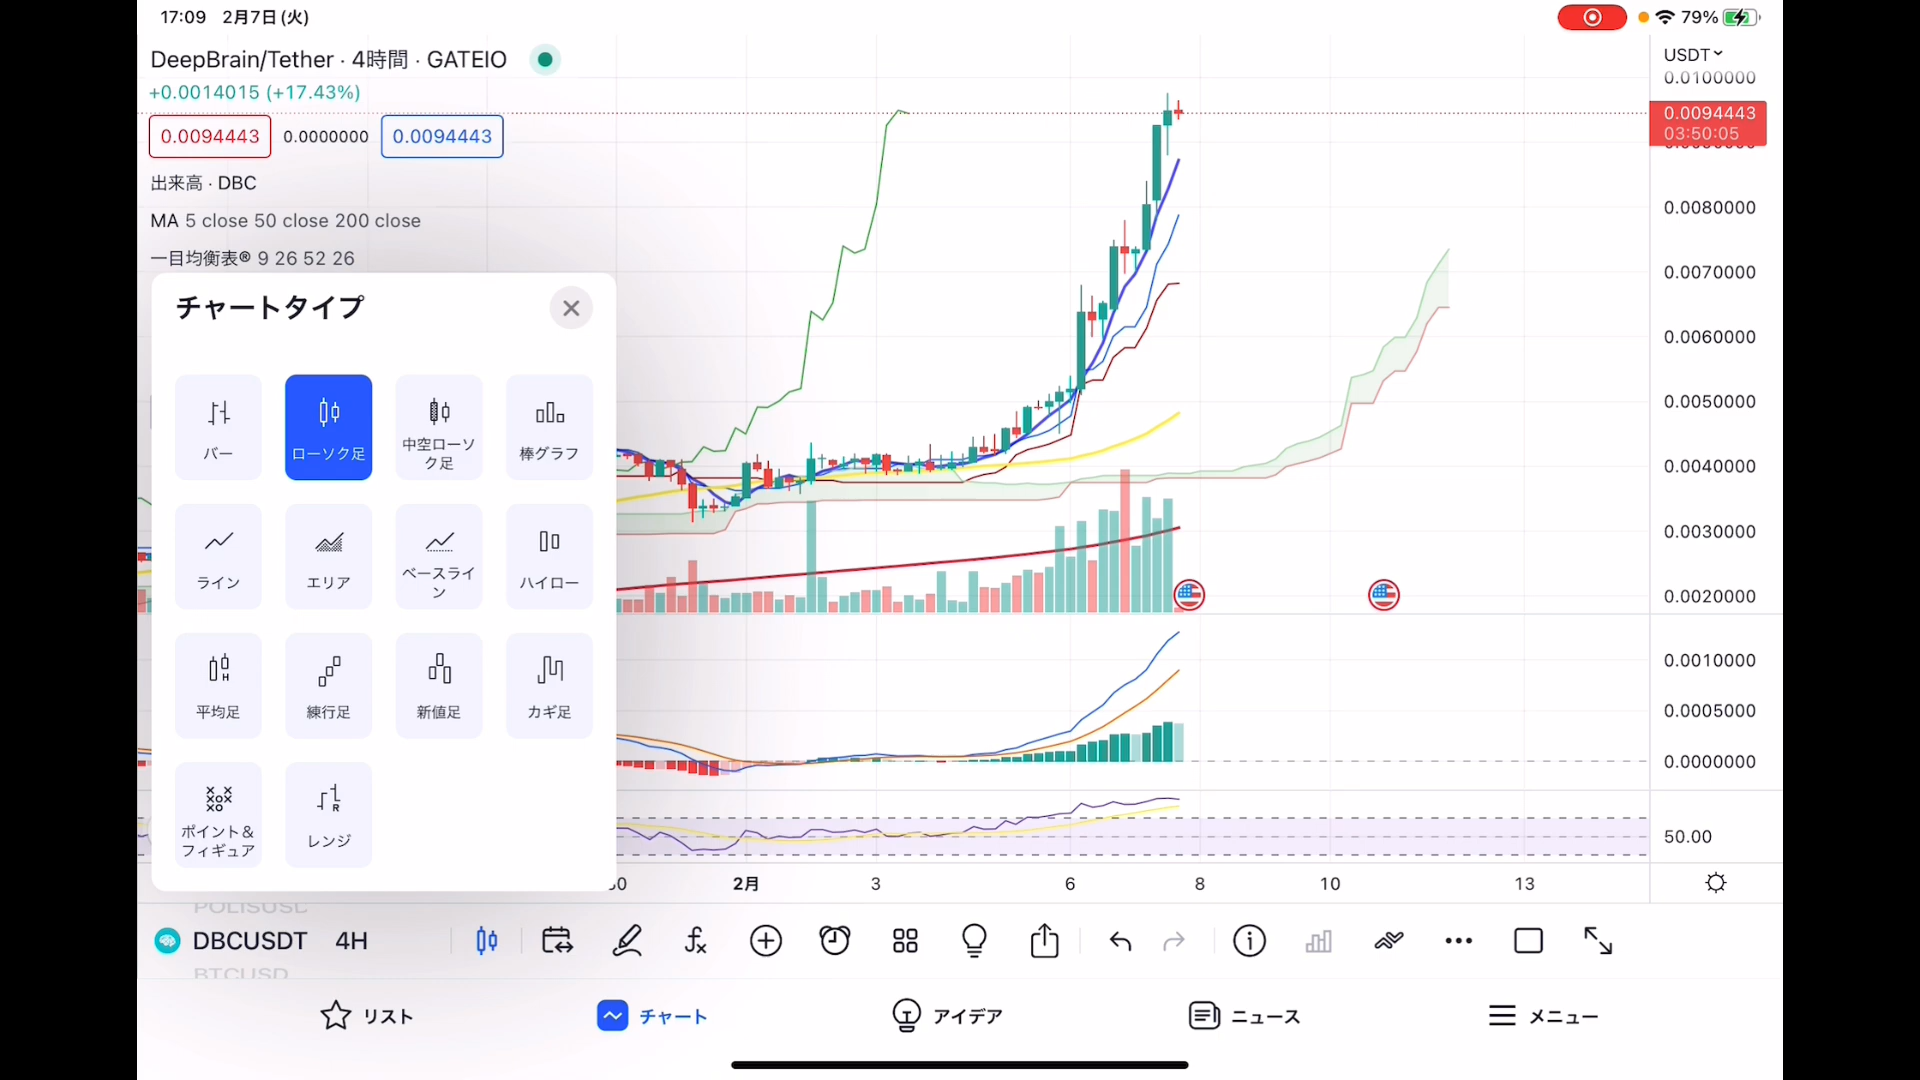 17:09 2月7日(火)
79%
DeepBrain/Tether · 4時間 · GATEIO
USDT
0.0100000
+0.0014015 (+17.43%)
0.0094443
03:50:05
0.0094443 0.0000000 0.0094443
出来高 · DBC
MA 5 close 50 close 200 close
一目均衡表® 9 26 52 26
0.0080000
0.0070000
0.0060000
0.0050000
0.0040000
0.0030000
0.0020000
0.0010000
0.0005000
0.0000000
50.00
チャートタイプ
バー
ローソク足
中空ローソ
ク足
棒グラフ
ライン
エリア
ベースライ
ン
ハイロー
平均足
練行足
新値足
カギ足
ポイント&
フィギュア
レンジ
2月 3 6 8 10 13
POLISUSD
DBCUSDT 4H
BTCUSD
リスト
チャート
アイデア
ニュース
メニュー